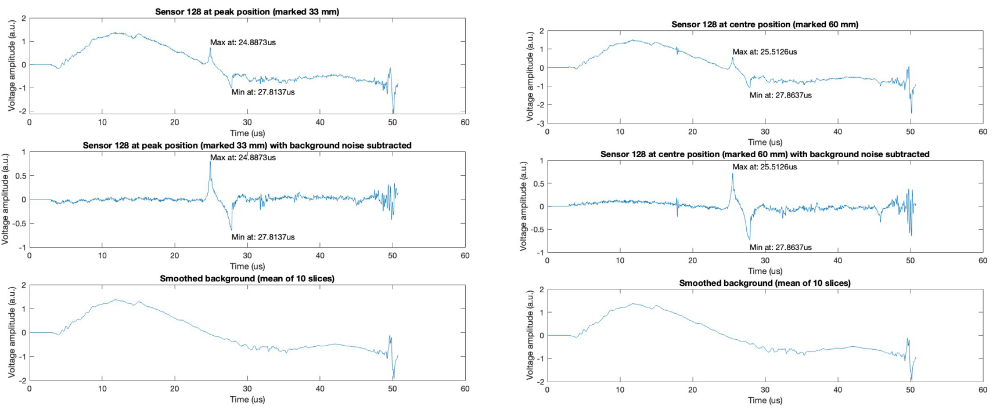 Sensor 128 at peak position (marked 33 mm)
Voltage amplitude (a.u.)
2
1
0
-1
-2
Max at: 24.8873us
Min at: 27.8137us
0 10 20 30 40 50 60
Time (us)
Sensor 128 at peak position (marked 33 mm) with background noise subtracted
Voltage amplitude (a.u.)
1
0.5
0
-0.5
-1
Max at: 24.8873us
Min at: 27.8137us
0 10 20 30 40 50 60
Time (us)
Smoothed background (mean of 10 slices)
Voltage amplitude (a.u.)
2
1
0
-1
-2
0 10 20 30 40 50 60
Time (us)
Sensor 128 at centre position (marked 60 mm)
Voltage amplitude (a.u.)
2
1
0
-1
-2
-3
Max at: 25.5126us
Min at: 27.8637us
0 10 20 30 40 50 60
Time (us)
Sensor 128 at centre position (marked 60 mm) with background noise subtracted
Voltage amplitude (a.u.)
1
0.5
0
-0.5
-1
Max at: 25.5126us
Min at: 27.8637us
0 10 20 30 40 50 60
Time (us)
Smoothed background (mean of 10 slices)
Voltage amplitude (a.u.)
2
1
0
-1
-2
0 10 20 30 40 50 60
Time (us)